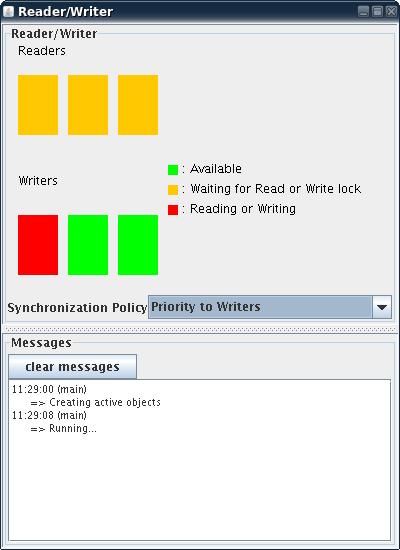 Reader/Writer
Reader/Writer
Readers
: Available
Writers
: Waiting for Read or Write lock
: Reading or Writing
Synchronization Policy Priority to Writers
Messages
clear messages
11:29:00 (main)
=> Creating active objects
11:29:08 (main)
=> Running...